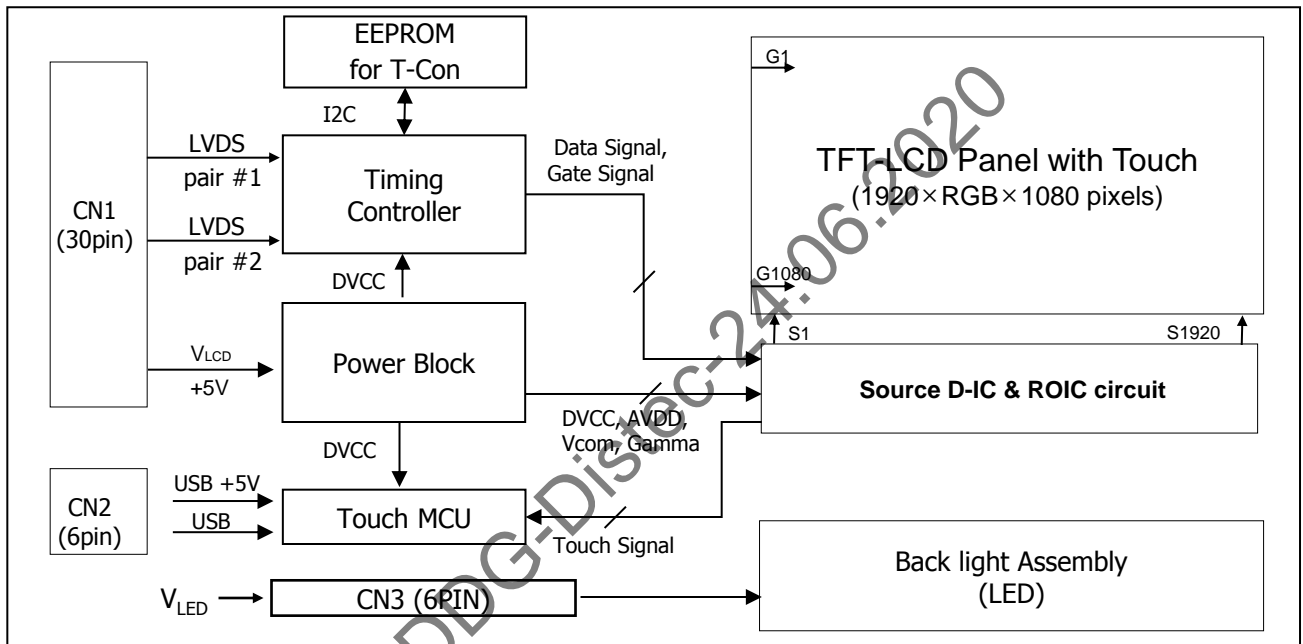 EEPROM
for T-Con
I2C
CN1
(30pin)
LVDS
pair #1
LVDS
pair #2
Timing
Controller
Data Signal,
Gate Signal
DVCC
VLCD
+5V
Power Block
DVCC, AVDD,
Vcom, Gamma
DVCC
CN2
(6pin)
USB +5V
USB
Touch MCU
Touch Signal
VLED
CN3 (6PIN)
G1
TFT-LCD Panel with Touch
(1920×RGB×1080 pixels)
G1080
S1
S1920
Source D-IC & ROIC circuit
Back light Assembly
(LED)
DDG-Distec-24.06.2020